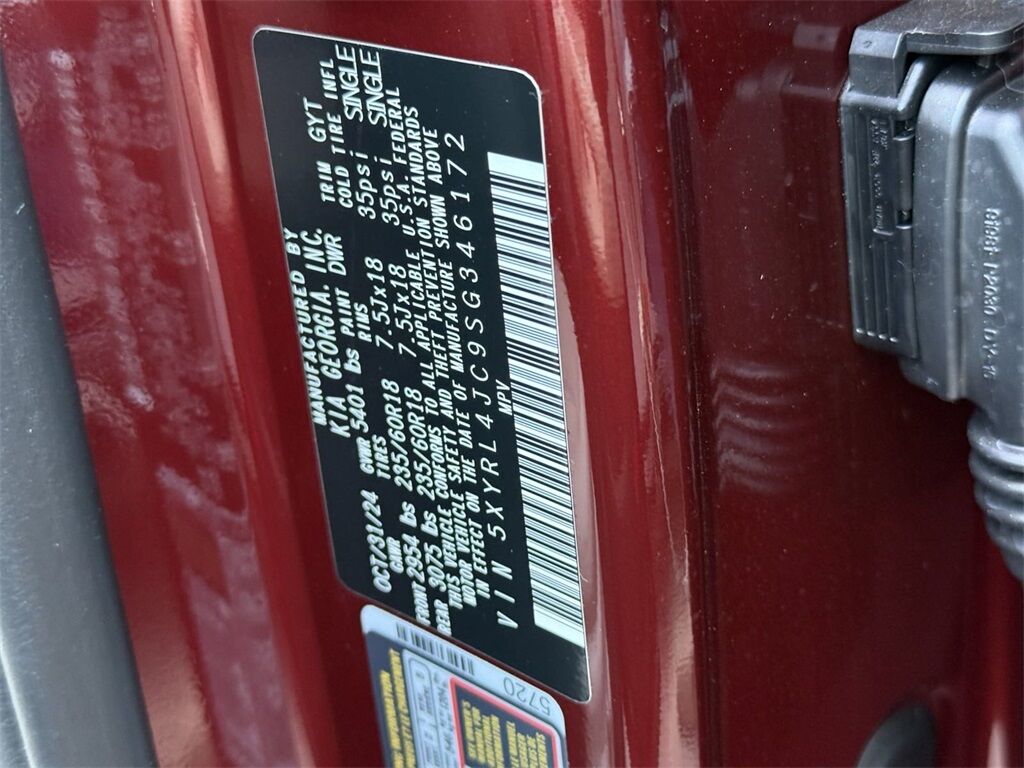 MANUFACTURED BY
KIA GEORGIA. INC.
OCT/31/24 GVWR 5401 lbs PAINT DWR TRIM GYT
GAWR TIRES RIMS COLD TIRE INFL
FRONT 2954 lbs 235/60R18 7.5Jx18 35psi SINGLE
REAR 3075 lbs 235/60R18 7.5Jx18 35psi SINGLE
THIS VEHICLE CONFORMS TO ALL APPLICABLE U.S.A. FEDERAL
MOTOR VEHICLE SAFETY AND THEFT PREVENTION STANDARDS
IN EFFECT ON THE DATE OF MANUFACTURE SHOWN ABOVE
VIN 5XYRL4JC9SG346172
MPV
5720